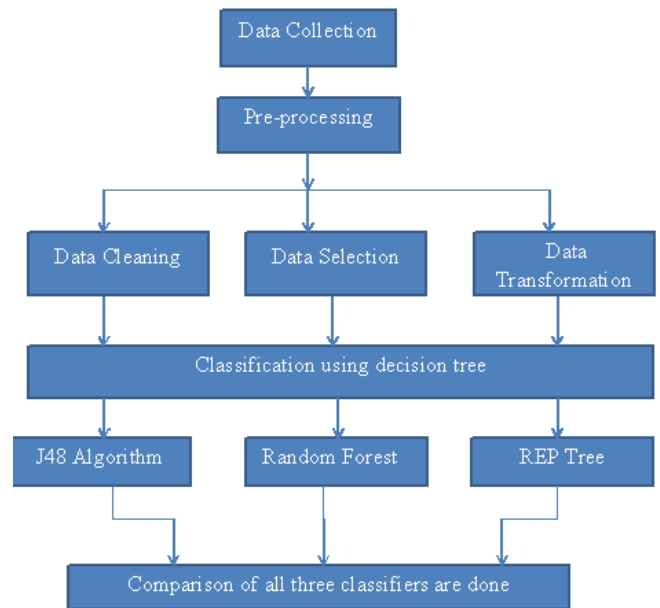 Data Collection
Pre-processing
Data Cleaning
Data Selection
Data
Transformation
Classification using decision tree
J48 Algorithm
Random Forest
REP Tree
Comparison of all three classifiers are done